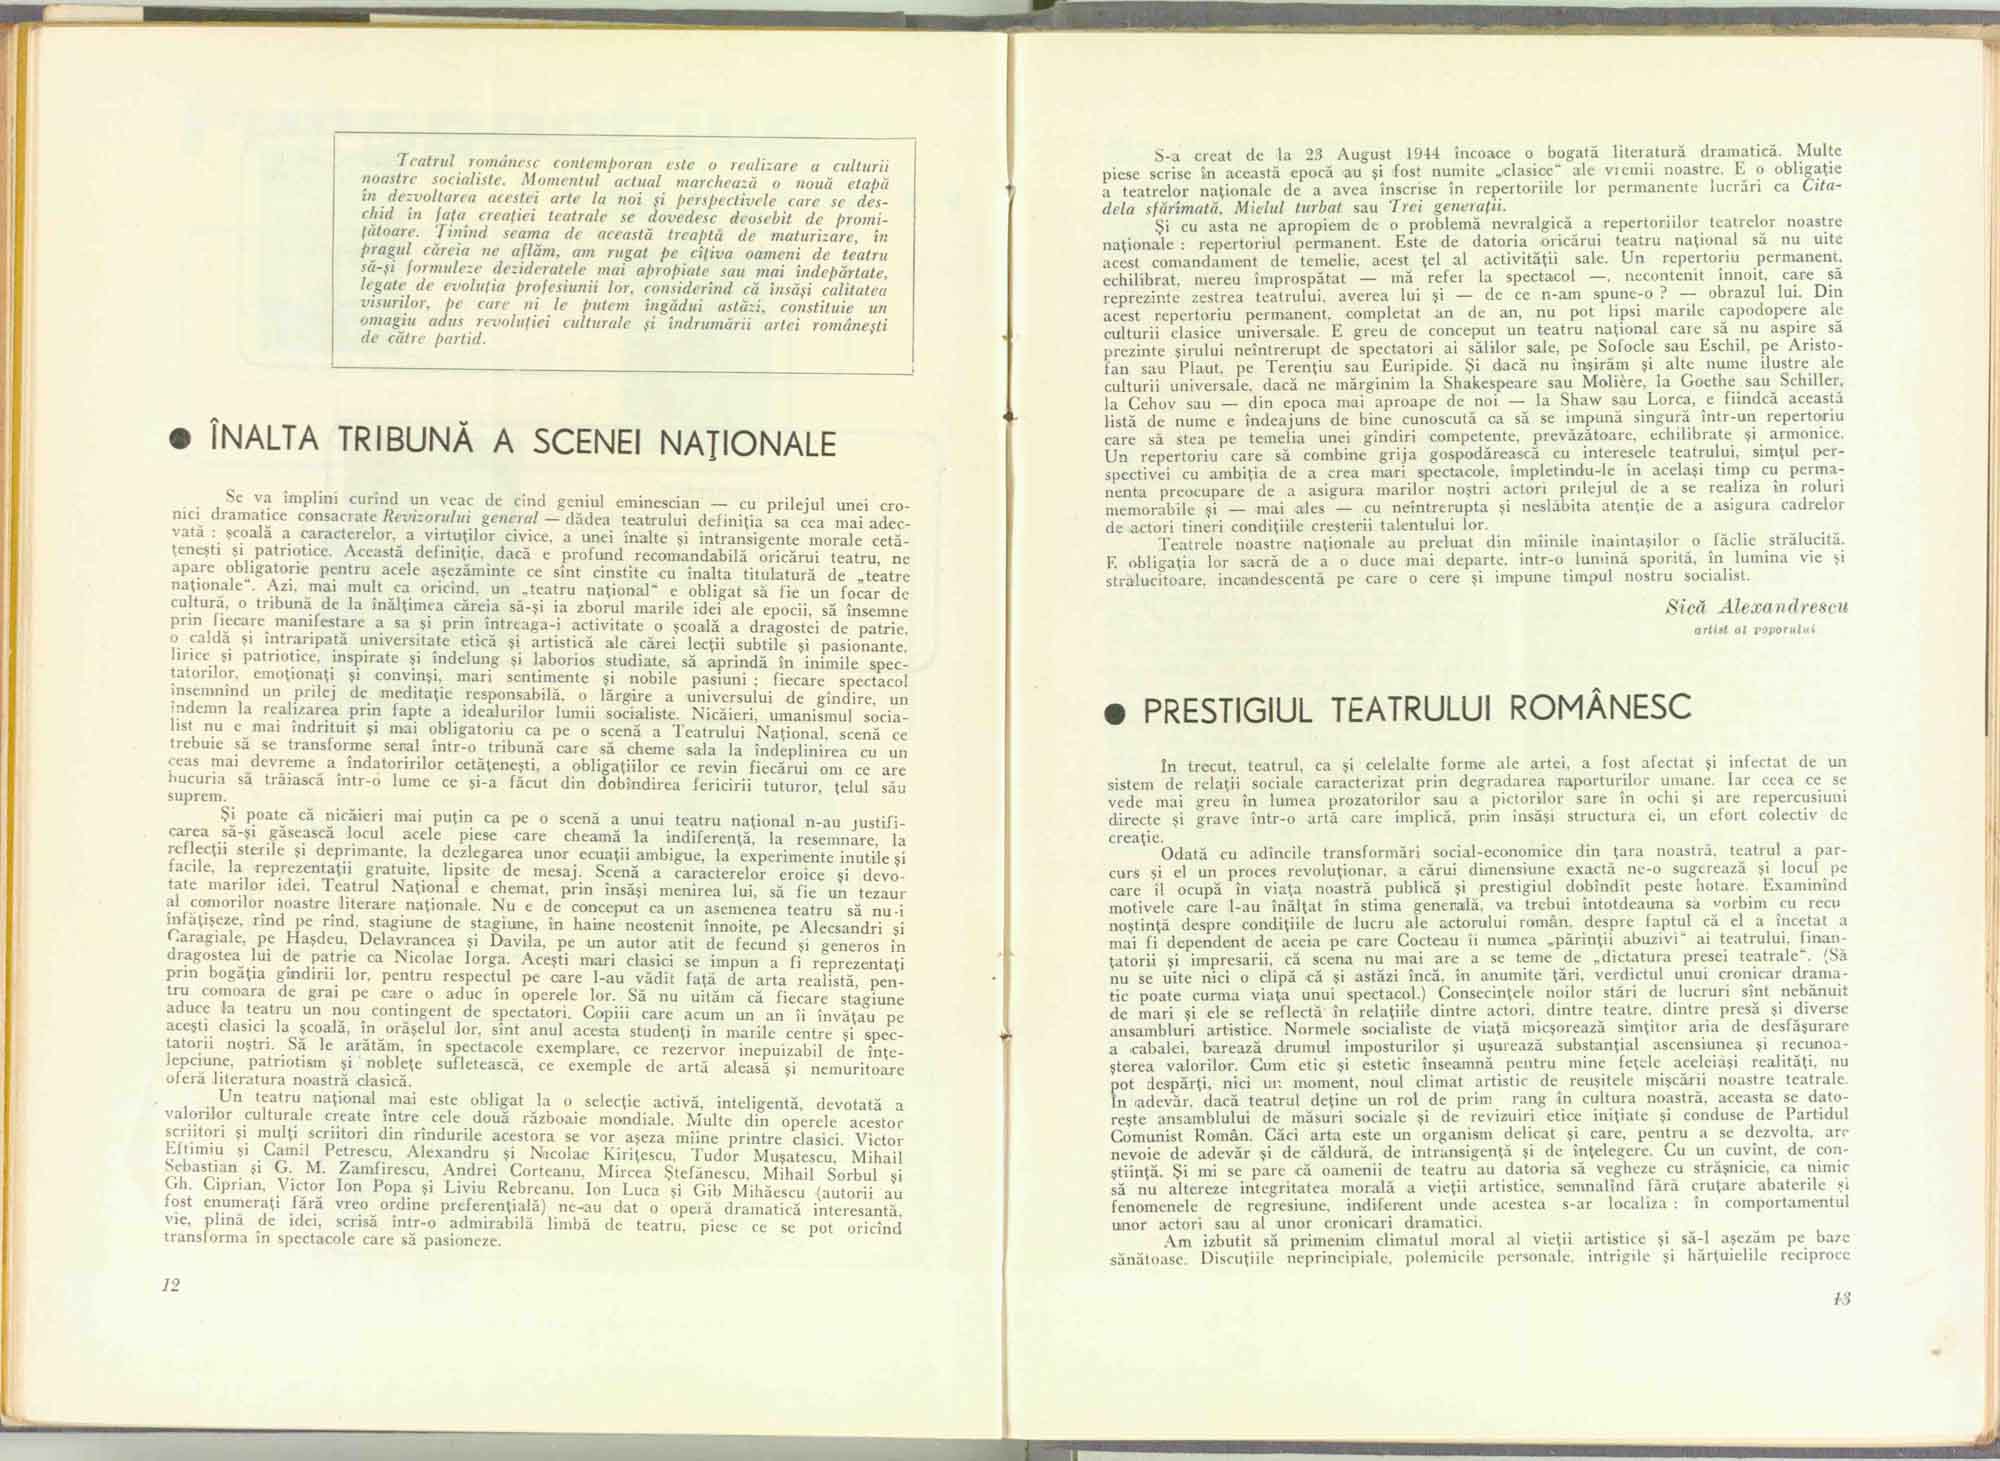 Teatrul românesc contemporan este o realizare a culturii
noastre socialiste. Momentul actual marchează o nouă etapă
în dezvoltarea acestei arte la noi și perspectivele care se des-
chid în fața creației teatrale se dovedesc deosebit de promi-
țătoare. Ținînd seama de această treaptă de maturizare, în
pragul căreia ne aflăm, am rugat pe cîțiva oameni de teatru
să-și formuleze dezideratele mai apropiate sau mai îndepărtate,
legate de evoluția profesiunii lor, considerînd că însăși calitatea
visurilor, pe care ni le putem îngădui astăzi, constituie un
omagiu adus revoluției culturale și îndrumării artei românești
de către partid.
● ÎNALTA TRIBUNĂ A SCENEI NAȚIONALE
Se va împlini curînd un veac de cînd geniul eminescian — cu prilejul unei cro-
nici dramatice consacrate Revizorului general — dădea teatrului definiția sa cea mai adec-
vată : școală a caracterelor, a virtuților civice, a unei înalte și intransigente morale cetă-
țenești și patriotice. Această definiție, dacă e profund recomandabilă oricărui teatru, ne
apare obligatorie pentru acele așezăminte ce sînt cinstite cu înalta titulatură de „teatre
naționale“. Azi, mai mult ca oricînd, un „teatru național“ e obligat să fie un focar de
cultură, o tribună de la înălțimea căreia să-și ia zborul marile idei ale epocii, să însemne
prin fiecare manifestare a sa și prin întreaga-i activitate o școală a dragostei de patrie,
o caldă și întraripată universitate etică și artistică ale cărei lecții subtile și pasionante,
lirice și patriotice, inspirate și îndelung și laborios studiate, să aprindă în inimile spec-
tatorilor, emoționați și convinși, mari sentimente și nobile pasiuni ; fiecare spectacol
însemnînd un prilej de meditație responsabilă, o lărgire a universului de gîndire, un
îndemn la realizarea prin fapte a idealurilor lumii socialiste. Nicăieri, umanismul socia-
list nu e mai îndrituit și mai obligatoriu ca pe o scenă a Teatrului Național, scenă ce
trebuie să se transforme seral într-o tribună care să cheme sala la îndeplinirea cu un
ceas mai devreme a îndatoririlor cetățenești, a obligațiilor ce revin fiecărui om ce are
bucuria să trăiască într-o lume ce și-a făcut din dobîndirea fericirii tuturor, țelul său
suprem.
Și poate că nicăieri mai puțin ca pe o scenă a unui teatru național n-au justifi-
carea să-și găsească locul acele piese care cheamă la indiferență, la resemnare, la
reflecții sterile și deprimante, la dezlegarea unor ecuații ambigue, la experimente inutile și
facile, la reprezentații gratuite, lipsite de mesaj. Scenă a caracterelor eroice și devo-
tate marilor idei, Teatrul Național e chemat, prin însăși menirea lui, să fie un tezaur
al comorilor noastre literare naționale. Nu e de conceput ca un asemenea teatru să nu-i
înfățișeze, rînd pe rînd, stagiune de stagiune, în haine neostenit înnoite, pe Alecsandri și
Caragiale, pe Hașdeu, Delavrancea și Davila, pe un autor atît de fecund și generos în
dragostea lui de patrie ca Nicolae Iorga. Acești mari clasici se impun a fi reprezentați
prin bogăția gîndirii lor, pentru respectul pe care l-au vădit față de arta realistă, pen-
tru comoara de grai pe care o aduc în operele lor. Să nu uităm că fiecare stagiune
aduce la teatru un nou contingent de spectatori. Copiii care acum un an îi învățau pe
acești clasici la școală, în orășelul lor, sînt anul acesta studenți în marile centre și spec-
tatorii noștri. Să le arătăm, în spectacole exemplare, ce rezervor inepuizabil de înțe-
lepciune, patriotism și noblețe sufletească, ce exemple de artă aleasă și nemuritoare
oferă literatura noastră clasică.
Un teatru național mai este obligat la o selecție activă, inteligentă, devotată a
valorilor culturale create între cele două războaie mondiale. Multe din operele acestor
scriitori și mulți scriitori din rîndurile acestora se vor așeza mîine printre clasici. Victor
Eftimiu și Camil Petrescu, Alexandru și Nicolae Kirițescu, Tudor Mușatescu, Mihail
Sebastian și G. M. Zamfirescu, Andrei Corteanu, Mircea Ștefănescu, Mihail Sorbul și
Gh. Ciprian, Victor Ion Popa și Liviu Rebreanu, Ion Luca și Gib Mihăescu (autorii au
fost enumerați fără vreo ordine preferențială) ne-au dat o operă dramatică interesantă,
vie, plină de idei, scrisă într-o admirabilă limbă de teatru, piese ce se pot oricînd
transforma în spectacole care să pasioneze.
12
S-a creat de la 23 August 1944 încoace o bogată literatură dramatică. Multe
piese scrise în această epocă au și fost numite „clasice“ ale vremii noastre. E o obligație
a teatrelor naționale de a avea înscrise în repertoriile lor permanente lucrări ca Cita-
dela sfărîmată, Mielul turbat sau Trei generații.
Și cu asta ne apropiem de o problemă nevralgică a repertoriilor teatrelor noastre
naționale : repertoriul permanent. Este de datoria oricărui teatru național să nu uite
acest comandament de temelie, acest țel al activității sale. Un repertoriu permanent,
echilibrat, mereu împrospătat — mă refer la spectacol —, necontenit înnoit, care să
reprezinte zestrea teatrului, averea lui și — de ce n-am spune-o ? — obrazul lui. Din
acest repertoriu permanent, completat an de an, nu pot lipsi marile capodopere ale
culturii clasice universale. E greu de conceput un teatru național care să nu aspire să
prezinte șirului neîntrerupt de spectatori ai sălilor sale, pe Sofocle sau Eschil, pe Aristo-
fan sau Plaut, pe Terențiu sau Euripide. Și dacă nu înșirăm și alte nume ilustre ale
culturii universale, dacă ne mărginim la Shakespeare sau Molière, la Goethe sau Schiller,
la Cehov sau — din epoca mai aproape de noi — la Shaw sau Lorca, e fiindcă această
listă de nume e îndeajuns de bine cunoscută ca să se impună singură într-un repertoriu
care să stea pe temelia unei gîndiri competente, prevăzătoare, echilibrate și armonice.
Un repertoriu care să combine grija gospodărească cu interesele teatrului, simțul per-
spectivei cu ambiția de a crea mari spectacole, împletindu-le în același timp cu perma-
nenta preocupare de a asigura marilor noștri actori prilejul de a se realiza în roluri
memorabile și — mai ales — cu neîntrerupta și neslăbita atenție de a asigura cadrelor
de actori tineri condițiile creșterii talentului lor.
Teatrele noastre naționale au preluat din mîinile înaintașilor o făclie strălucită.
E obligația lor sacră de a o duce mai departe, într-o lumină sporită, în lumina vie și
strălucitoare, incandescentă pe care o cere și impune timpul nostru socialist.
Sică Alexandrescu
artist al poporului
● PRESTIGIUL TEATRULUI ROMÂNESC
In trecut, teatrul, ca și celelalte forme ale artei, a fost afectat și infectat de un
sistem de relații sociale caracterizat prin degradarea raporturilor umane. Iar ceea ce se
vede mai greu în lumea prozatorilor sau a pictorilor sare în ochi și are repercusiuni
directe și grave într-o artă care implică, prin însăși structura ei, un efort colectiv de
creație.
Odată cu adîncile transformări social-economice din țara noastră, teatrul a par-
curs și el un proces revoluționar, a cărui dimensiune exactă ne-o sugerează și locul pe
care îl ocupă în viața noastră publică și prestigiul dobîndit peste hotare. Examinînd
motivele care l-au înălțat în stima generală, va trebui întotdeauna să vorbim cu recu
noștință despre condițiile de lucru ale actorului român, despre faptul că el a încetat a
mai fi dependent de aceia pe care Cocteau îi numea „părinții abuzivi“ ai teatrului, finan-
țatorii și impresarii, că scena nu mai are a se teme de „dictatura presei teatrale“. (Să
nu se uite nici o clipă că și astăzi încă, în anumite țări, verdictul unui cronicar drama-
tic poate curma viața unui spectacol.) Consecințele noilor stări de lucruri sînt nebănuit
de mari și ele se reflectă în relațiile dintre actori, dintre teatre, dintre presă și diverse
ansambluri artistice. Normele socialiste de viață micșorează simțitor aria de desfășurare
a cabalei, barează drumul imposturilor și ușurează substanțial ascensiunea și recunoa-
șterea valorilor. Cum etic și estetic înseamnă pentru mine fețele aceleiași realități, nu
pot despărți, nici un moment, noul climat artistic de reușitele mișcării noastre teatrale.
În adevăr, dacă teatrul deține un rol de prim rang în cultura noastră, aceasta se dato-
rește ansamblului de măsuri sociale și de revizuiri etice inițiate și conduse de Partidul
Comunist Român. Căci arta este un organism delicat și care, pentru a se dezvolta, are
nevoie de adevăr și de căldură, de intransigență și de înțelegere. Cu un cuvînt, de con-
știință. Și mi se pare că oamenii de teatru au datoria să vegheze cu strășnicie, ca nimic
să nu altereze integritatea morală a vieții artistice, semnalînd fără cruțare abaterile și
fenomenele de regresiune, indiferent unde acestea s-ar localiza : în comportamentul
unor actori sau al unor cronicari dramatici.
Am izbutit să primenim climatul moral al vieții artistice și să-l așezăm pe baze
sănătoase. Discuțiile neprincipiale, polemicile personale, intrigile și hărțuielile reciproce
13